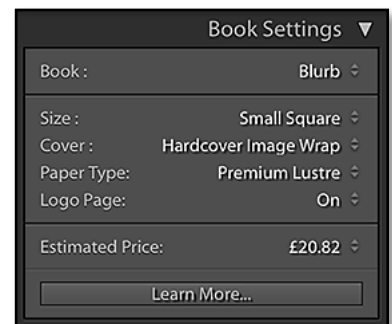 Book Settings ▼
Book : Blurb
Size : Small Square
Cover : Hardcover Image Wrap
Paper Type: Premium Lustre
Logo Page: On
Estimated Price: £20.82
Learn More...